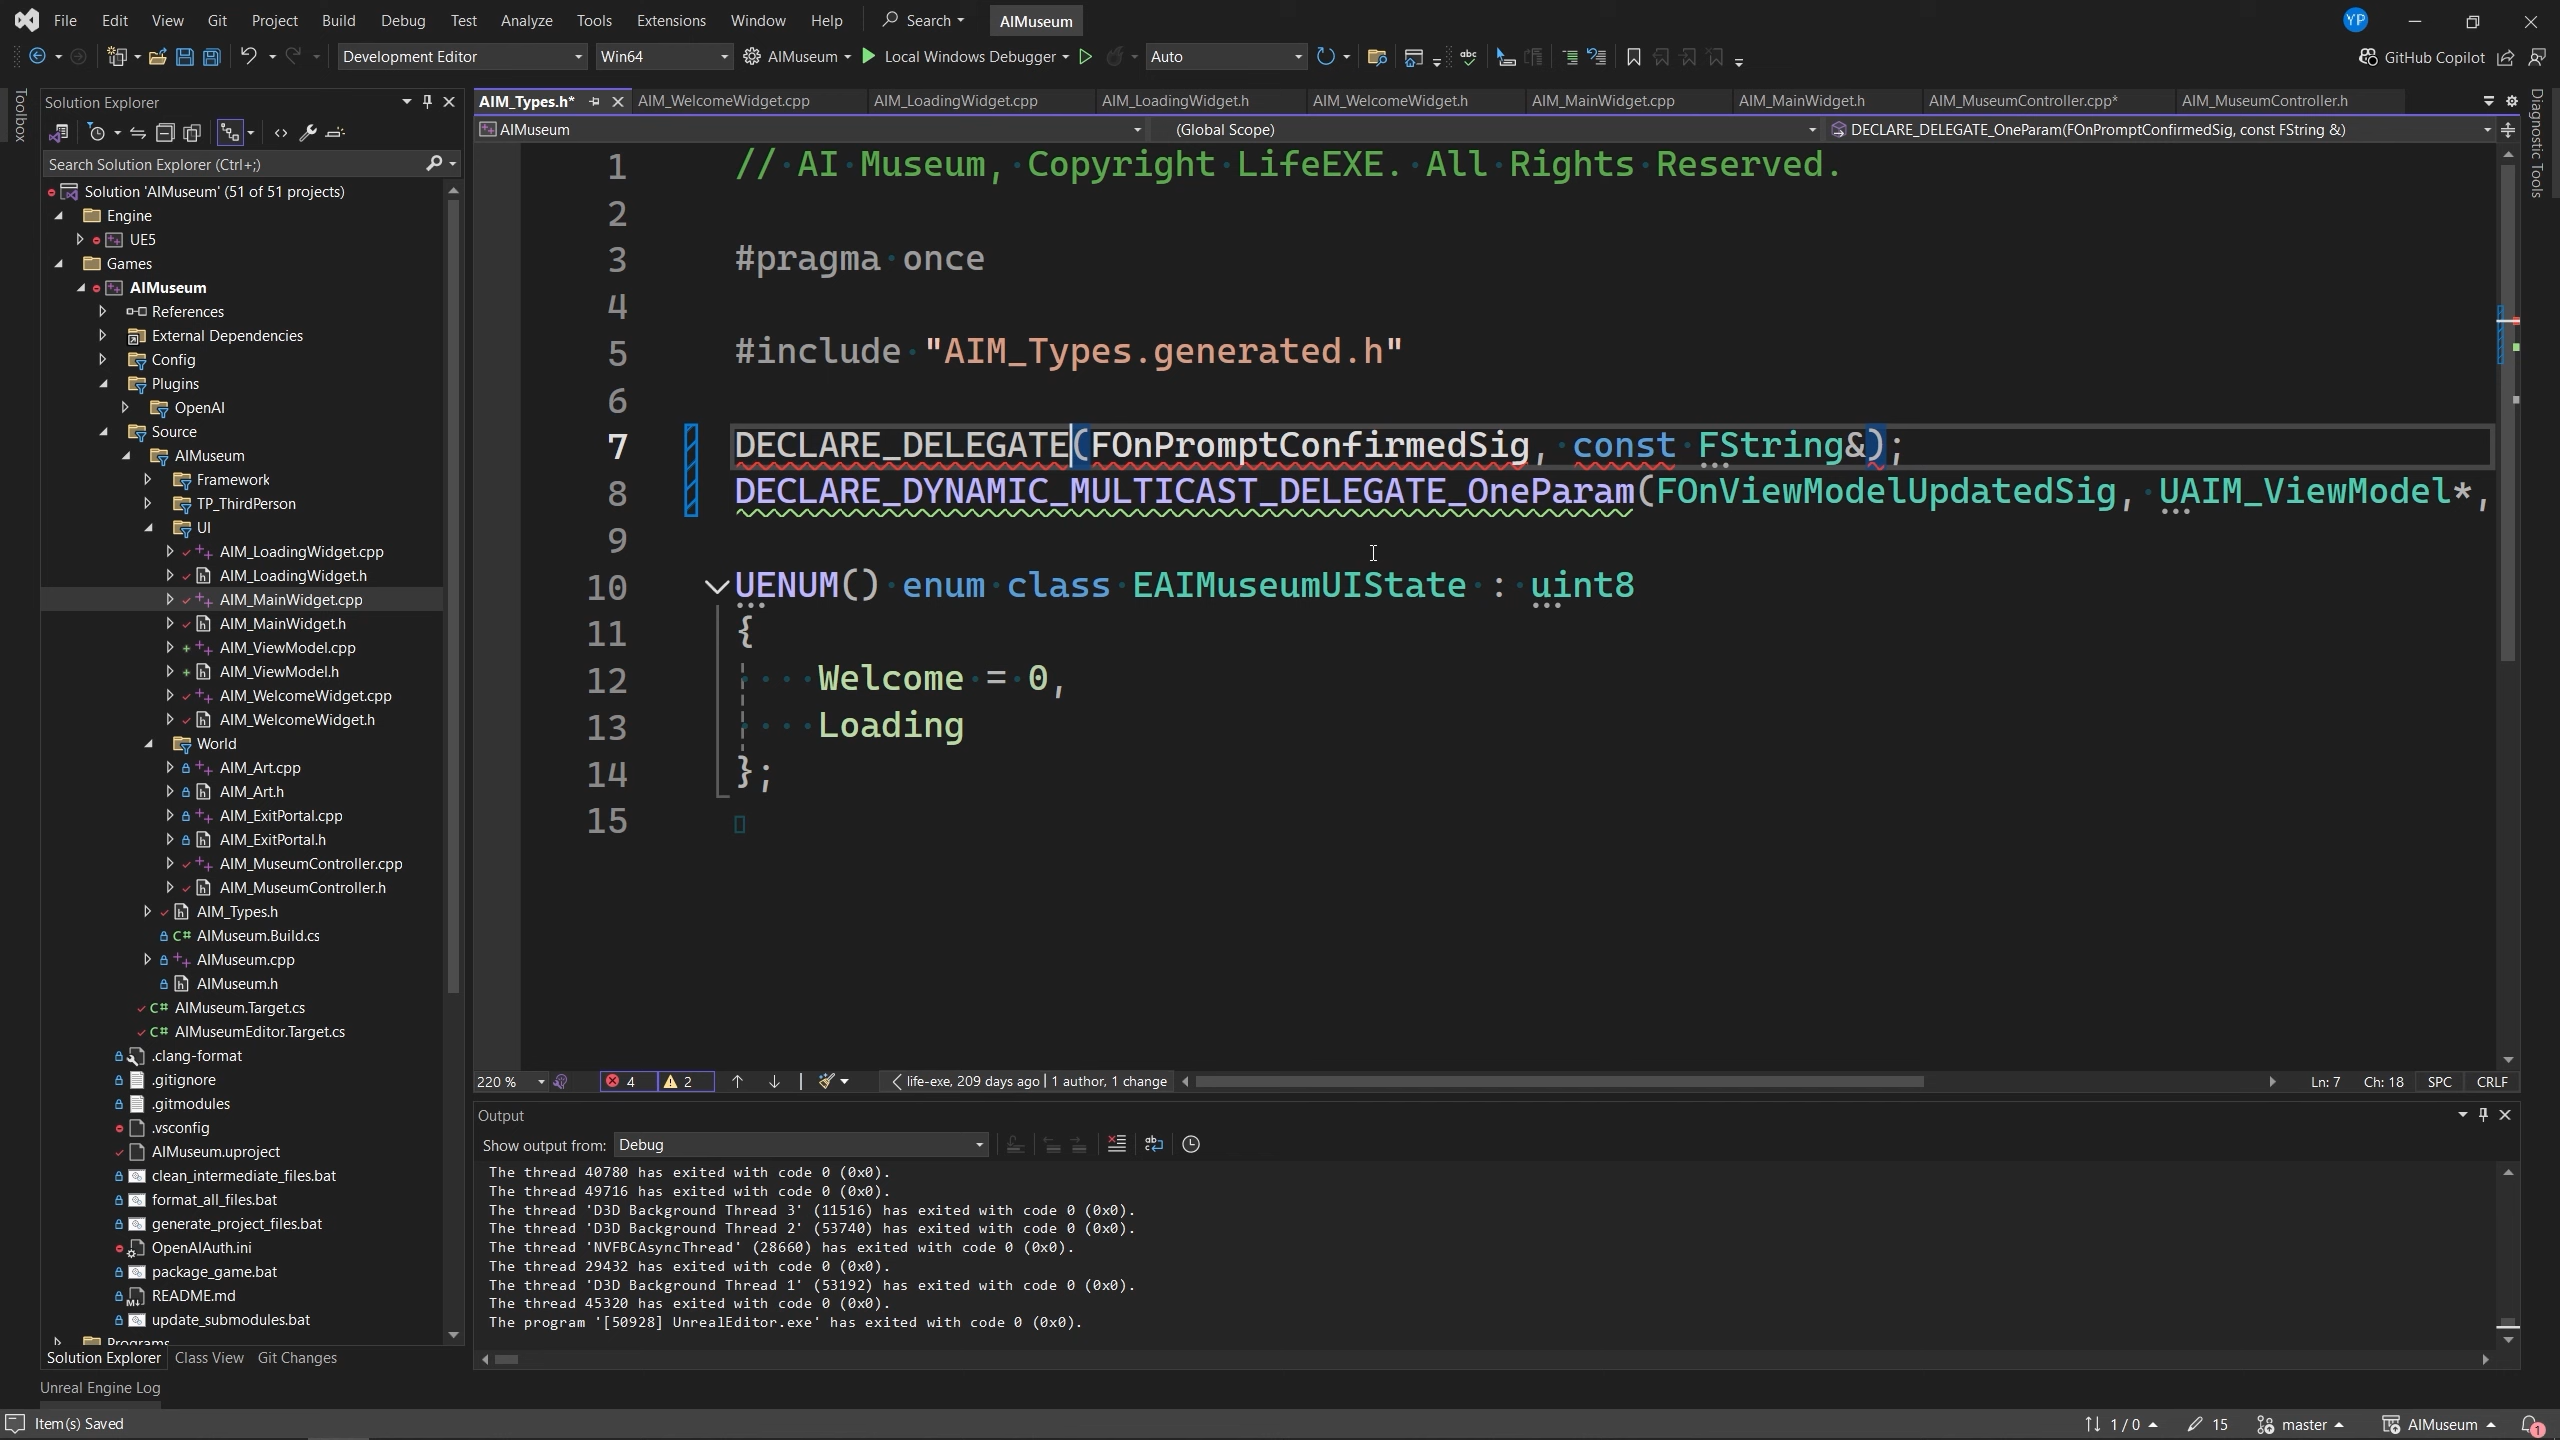 File Edit View Git Project Build Debug Test Analyze Tools Extensions Window Help Search AIMuseum YP
Development Editor Win64 AIMuseum Local Windows Debugger Auto GitHub Copilot
Toolbox
Solution Explorer
Search Solution Explorer (Ctrl+;)
Solution 'AIMuseum' (51 of 51 projects)
Engine
UE5
Games
AIMuseum
References
External Dependencies
Config
Plugins
OpenAI
Source
AIMuseum
Framework
TP_ThirdPerson
UI
AIM_LoadingWidget.cpp
AIM_LoadingWidget.h
AIM_MainWidget.cpp
AIM_MainWidget.h
AIM_ViewModel.cpp
AIM_ViewModel.h
AIM_WelcomeWidget.cpp
AIM_WelcomeWidget.h
World
AIM_Art.cpp
AIM_Art.h
AIM_ExitPortal.cpp
AIM_ExitPortal.h
AIM_MuseumController.cpp
AIM_MuseumController.h
AIM_Types.h
AIMuseum.Build.cs
AIMuseum.cpp
AIMuseum.h
AIMuseum.Target.cs
AIMuseumEditor.Target.cs
.clang-format
.gitignore
.gitmodules
.vsconfig
AIMuseum.uproject
clean_intermediate_files.bat
format_all_files.bat
generate_project_files.bat
OpenAIAuth.ini
package_game.bat
README.md
update_submodules.bat
Programs
Solution Explorer Class View Git Changes
AIM_Types.h* AIM_WelcomeWidget.cpp AIM_LoadingWidget.cpp AIM_LoadingWidget.h AIM_WelcomeWidget.h AIM_MainWidget.cpp AIM_MainWidget.h AIM_MuseumController.cpp* AIM_MuseumController.h
AIMuseum (Global Scope) DECLARE_DELEGATE_OneParam(FOnPromptConfirmedSig, const FString &)
1 // AI Museum, Copyright LifeEXE. All Rights Reserved.
2
3 #pragma once
4
5 #include "AIM_Types.generated.h"
6
7 DECLARE_DELEGATE(FOnPromptConfirmedSig, const FString&);
8 DECLARE_DYNAMIC_MULTICAST_DELEGATE_OneParam(FOnViewModelUpdatedSig, UAIM_ViewModel*,
9
10 UENUM() enum class EAIMuseumUIState : uint8
11 {
12 Welcome = 0,
13 Loading
14 };
15
220 % 4 2 life-exe, 209 days ago | 1 author, 1 change Ln: 7 Ch: 18 SPC CRLF
Output
Show output from: Debug
The thread 40780 has exited with code 0 (0x0).
The thread 49716 has exited with code 0 (0x0).
The thread 'D3D Background Thread 3' (11516) has exited with code 0 (0x0).
The thread 'D3D Background Thread 2' (53740) has exited with code 0 (0x0).
The thread 'NVFBCAsyncThread' (28660) has exited with code 0 (0x0).
The thread 29432 has exited with code 0 (0x0).
The thread 'D3D Background Thread 1' (53192) has exited with code 0 (0x0).
The thread 45320 has exited with code 0 (0x0).
The program '[50928] UnrealEditor.exe' has exited with code 0 (0x0).
Diagnostic Tools
Unreal Engine Log
Item(s) Saved 1 / 0 15 master AIMuseum 1